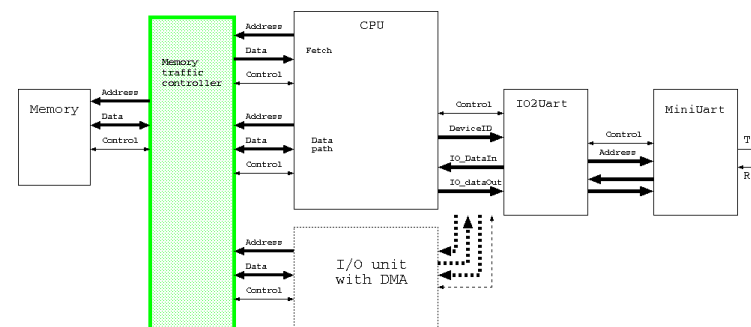 CPU
Address
Data
Fetch
Control
Memory
traffic
controller
Memory
Address
Data
Control
Address
Data
Data
path
Control
Control
DeviceID
IO_DataIn
IO_dataOut
IO2Uart
Control
Address
MiniUart
T
R
Address
Data
Control
I/O unit
with DMA